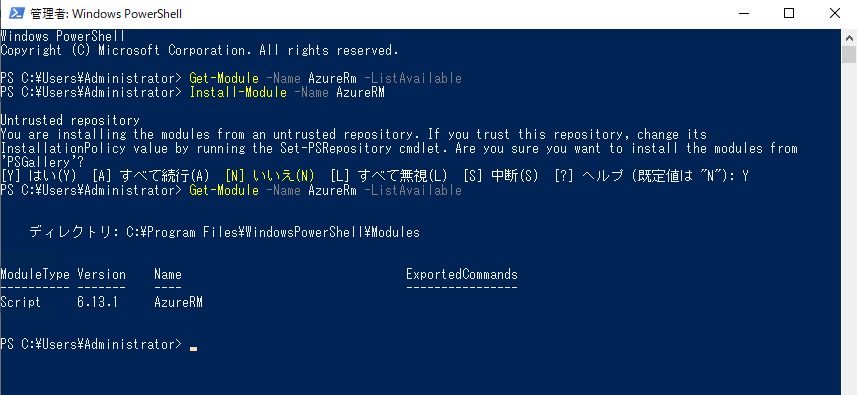 管理者: Windows PowerShell
Windows PowerShell
Copyright (C) Microsoft Corporation. All rights reserved.
PS C:¥Users¥Administrator> Get-Module -Name AzureRm -ListAvailable
PS C:¥Users¥Administrator> Install-Module -Name AzureRM
Untrusted repository
You are installing the modules from an untrusted repository. If you trust this repository, change its
InstallationPolicy value by running the Set-PSRepository cmdlet. Are you sure you want to install the modules from
'PSGallery'?
[Y] はい(Y)  [A] すべて続行(A)  [N] いいえ(N)  [L] すべて無視(L)  [S] 中断(S)  [?] ヘルプ (既定値は "N"): Y
PS C:¥Users¥Administrator> Get-Module -Name AzureRm -ListAvailable
ディレクトリ: C:¥Program Files¥WindowsPowerShell¥Modules
ModuleType Version    Name                                ExportedCommands
---------- -------    ----                                ----------------
Script     6.13.1     AzureRM
PS C:¥Users¥Administrator>